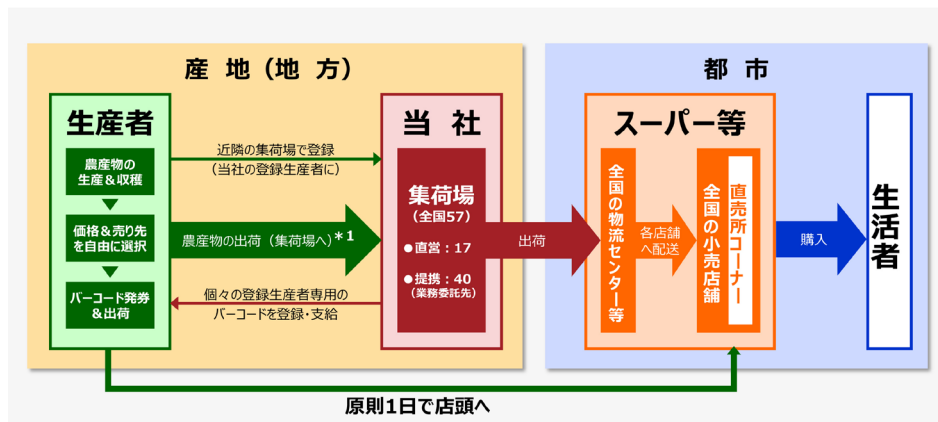 産地(地方)
都市
生産者
農産物の
生産&収穫
価格&売り先
を自由に選択
バーコード発券
&出荷
近隣の集荷場で登録
(当社の登録生産者に)
農産物の出荷(集荷場へ)*1
個々の登録生産者専用の
バーコードを登録・支給
当社
集荷場
(全国57)
●直営:17
●提携:40
(業務委託先)
出荷
スーパー等
全国の物流センター等
各店舗
へ配送
直売所コーナー
全国の小売店舗
購入
生活者
原則1日で店頭へ